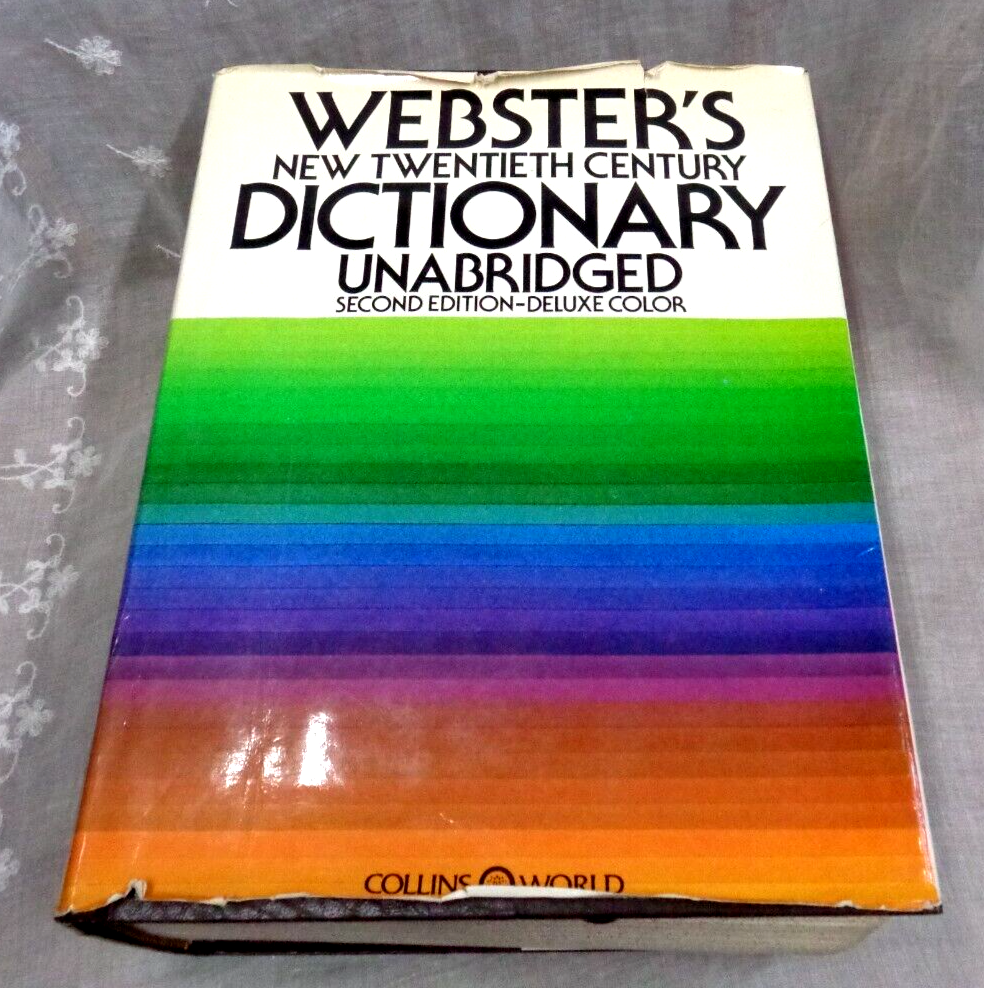 WEBSTER'S
NEW TWENTIETH CENTURY
DICTIONARY
UNABRIDGED
SECOND EDITION-DELUXE COLOR
COLLINS WORLD